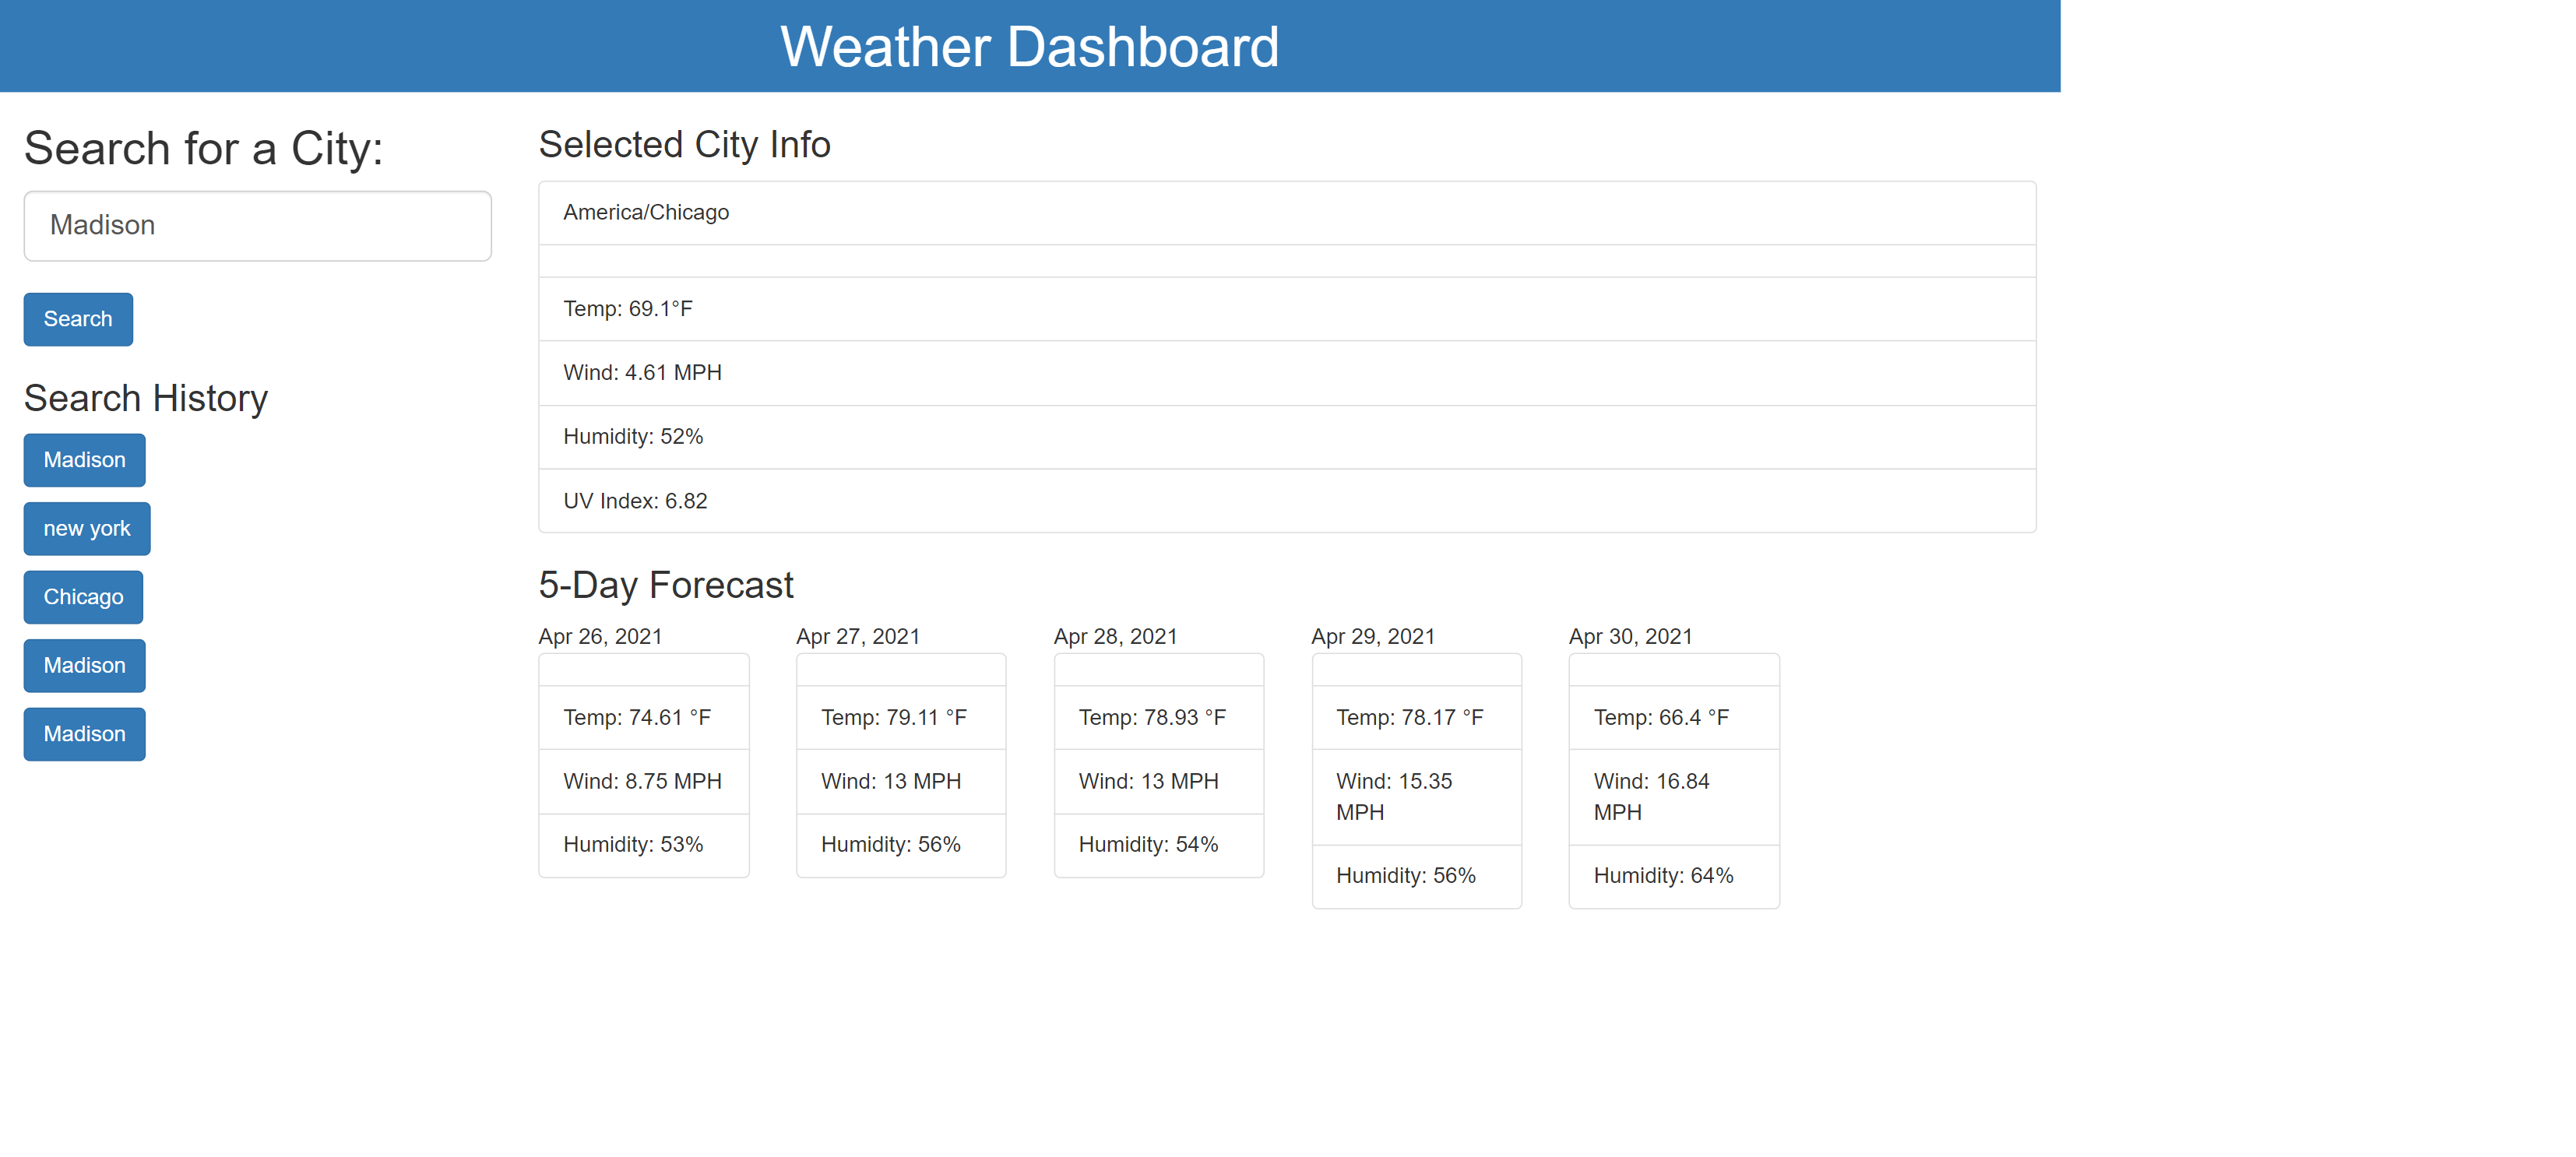 Weather Dashboard
Search for a City:
Madison
Search
Search History
Madison
new york
Chicago
Madison
Madison
Selected City Info
America/Chicago
Temp: 69.1°F
Wind: 4.61 MPH
Humidity: 52%
UV Index: 6.82
5-Day Forecast
Apr 26, 2021
Temp: 74.61 °F
Wind: 8.75 MPH
Humidity: 53%
Apr 27, 2021
Temp: 79.11 °F
Wind: 13 MPH
Humidity: 56%
Apr 28, 2021
Temp: 78.93 °F
Wind: 13 MPH
Humidity: 54%
Apr 29, 2021
Temp: 78.17 °F
Wind: 15.35
MPH
Humidity: 56%
Apr 30, 2021
Temp: 66.4 °F
Wind: 16.84
MPH
Humidity: 64%